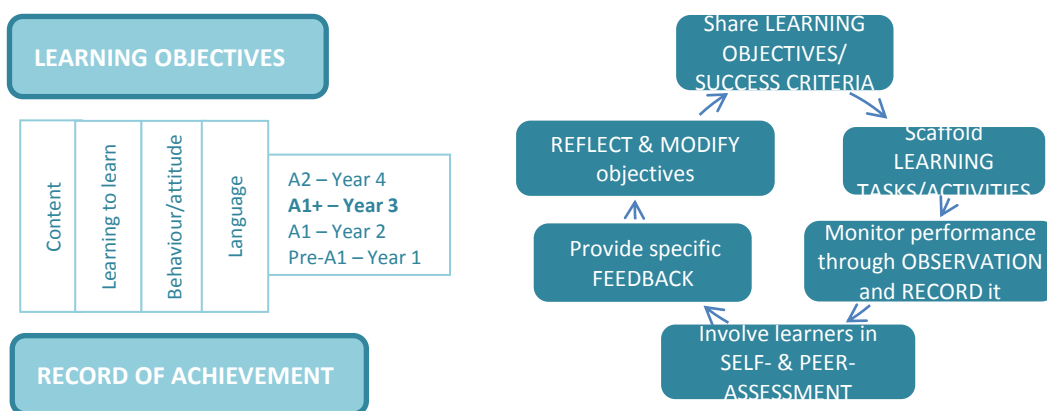 LEARNING OBJECTIVES
Content
Learning to learn
Behaviour/attitude
Language
A2 – Year 4
A1+ – Year 3
A1 – Year 2
Pre-A1 – Year 1
RECORD OF ACHIEVEMENT
Share LEARNING
OBJECTIVES/
SUCCESS CRITERIA
Scaffold
LEARNING
TASKS/ACTIVITIES
Monitor performance
through OBSERVATION
and RECORD it
Involve learners in
SELF- & PEER-
ASSESSMENT
Provide specific
FEEDBACK
REFLECT & MODIFY
objectives